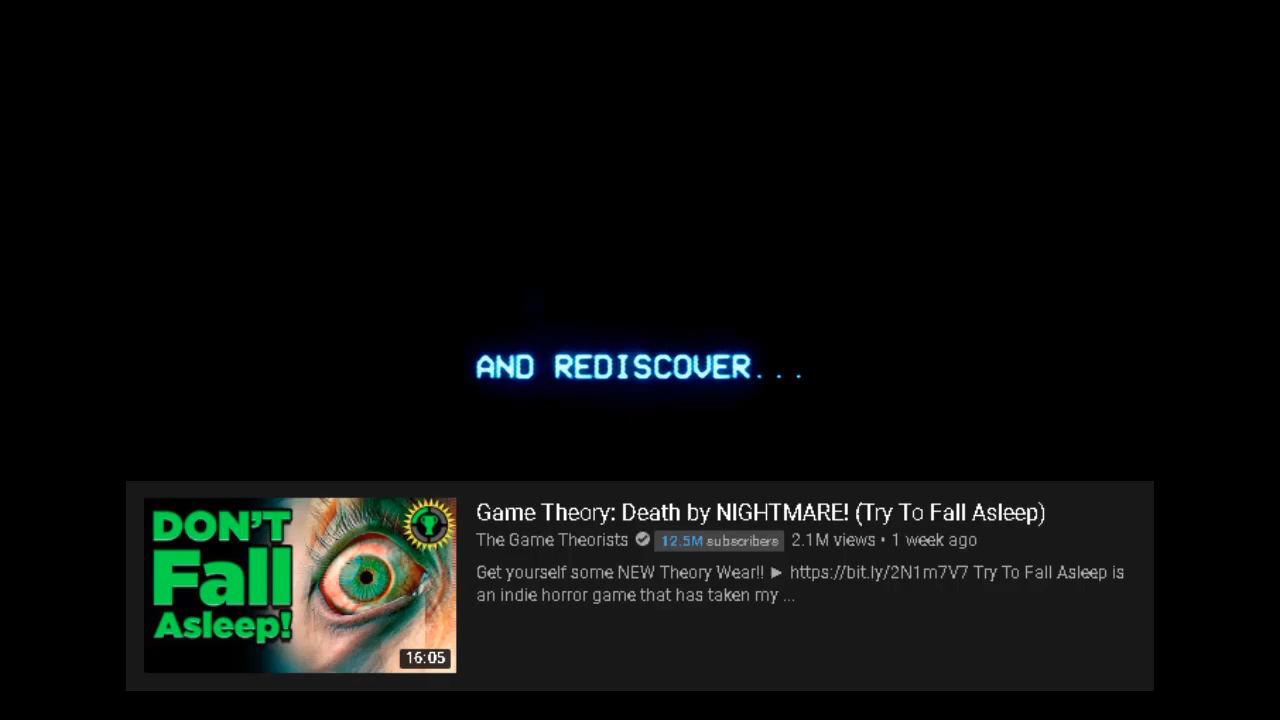 AND REDISCOVER...
DON'T
Fall
Asleep!
16:05
Game Theory: Death by NIGHTMARE! (Try To Fall Asleep)
The Game Theorists 12.5M subscribers 2.1M views • 1 week ago
Get yourself some NEW Theory Wear!! ► https://bit.ly/2N1m7V7 Try To Fall Asleep is
an indie horror game that has taken my ...